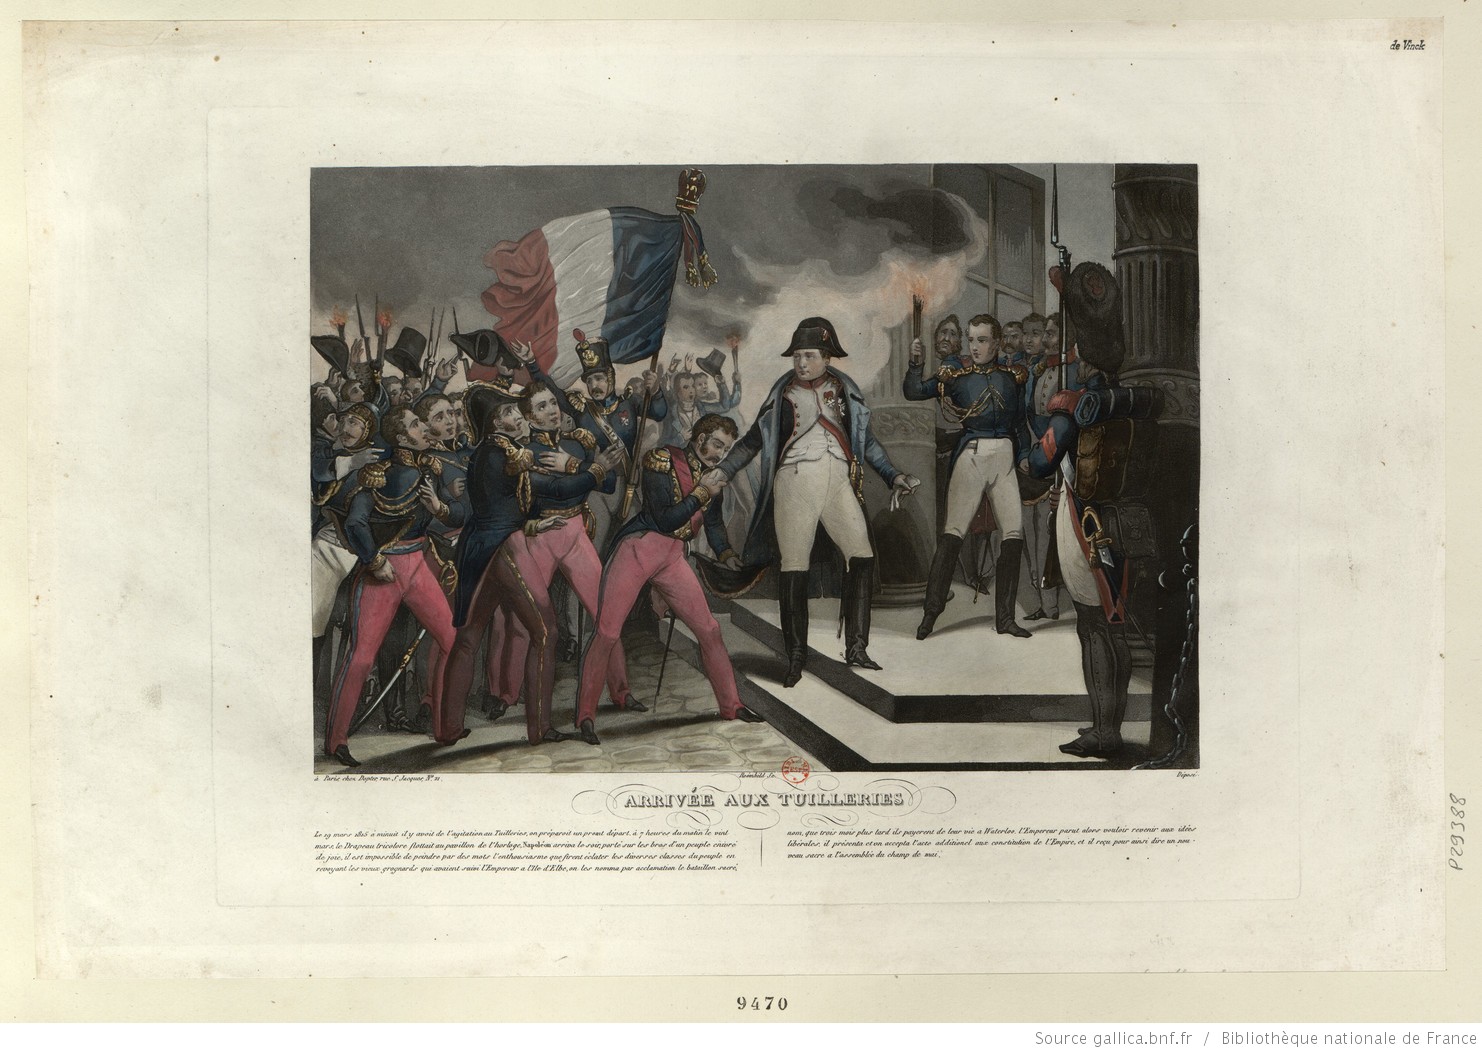 de Vinck
à Paris chez Dopter, rue St. Jacques, No. 21
Rosmbild Sc.
Déposé
ARRIVÉE AUX TUILLERIES
Le 19 mars 1815 à minuit il y avoit de l'agitation au Tuilleries, on préparoit un promt départ, à 7 heures du matin le vint
mars, le Drapeau tricolore flottait au pavillon de l'horloge, Napoléon arriva le soir, porté sur les bras d'un peuple enivré
de joie, il est impossible de peindre par des mots l'enthousiasme que firent éclater les diverses classes du peuple en
revoyant les vieux grognards qui avaient suivi l'Empereur a l'Ile d'Elbe, on les nomma par acclamation le bataillon sacré,
nom, que trois mois plus tard ils payerent de leur vie a Waterloo. l'Empereur parut alors vouloir revenir aux idées
libérales, il présenta et on accepta l'acte additionel aux constitution de l'Empire, et il reçu pour ainsi dire un nou-
veau sacre a l'assemblée du champ de mai.
P29388
9470
Source gallica.bnf.fr / Bibliothèque nationale de France